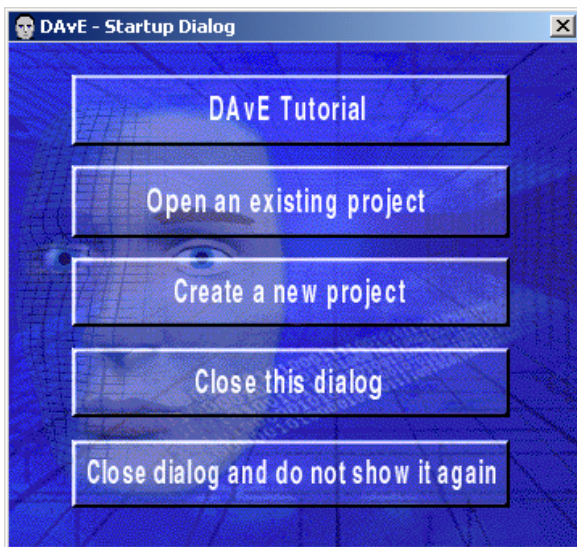 DAvE - Startup Dialog
DAvE Tutorial
Open an existing project
Create a new project
Close this dialog
Close dialog and do not show it again